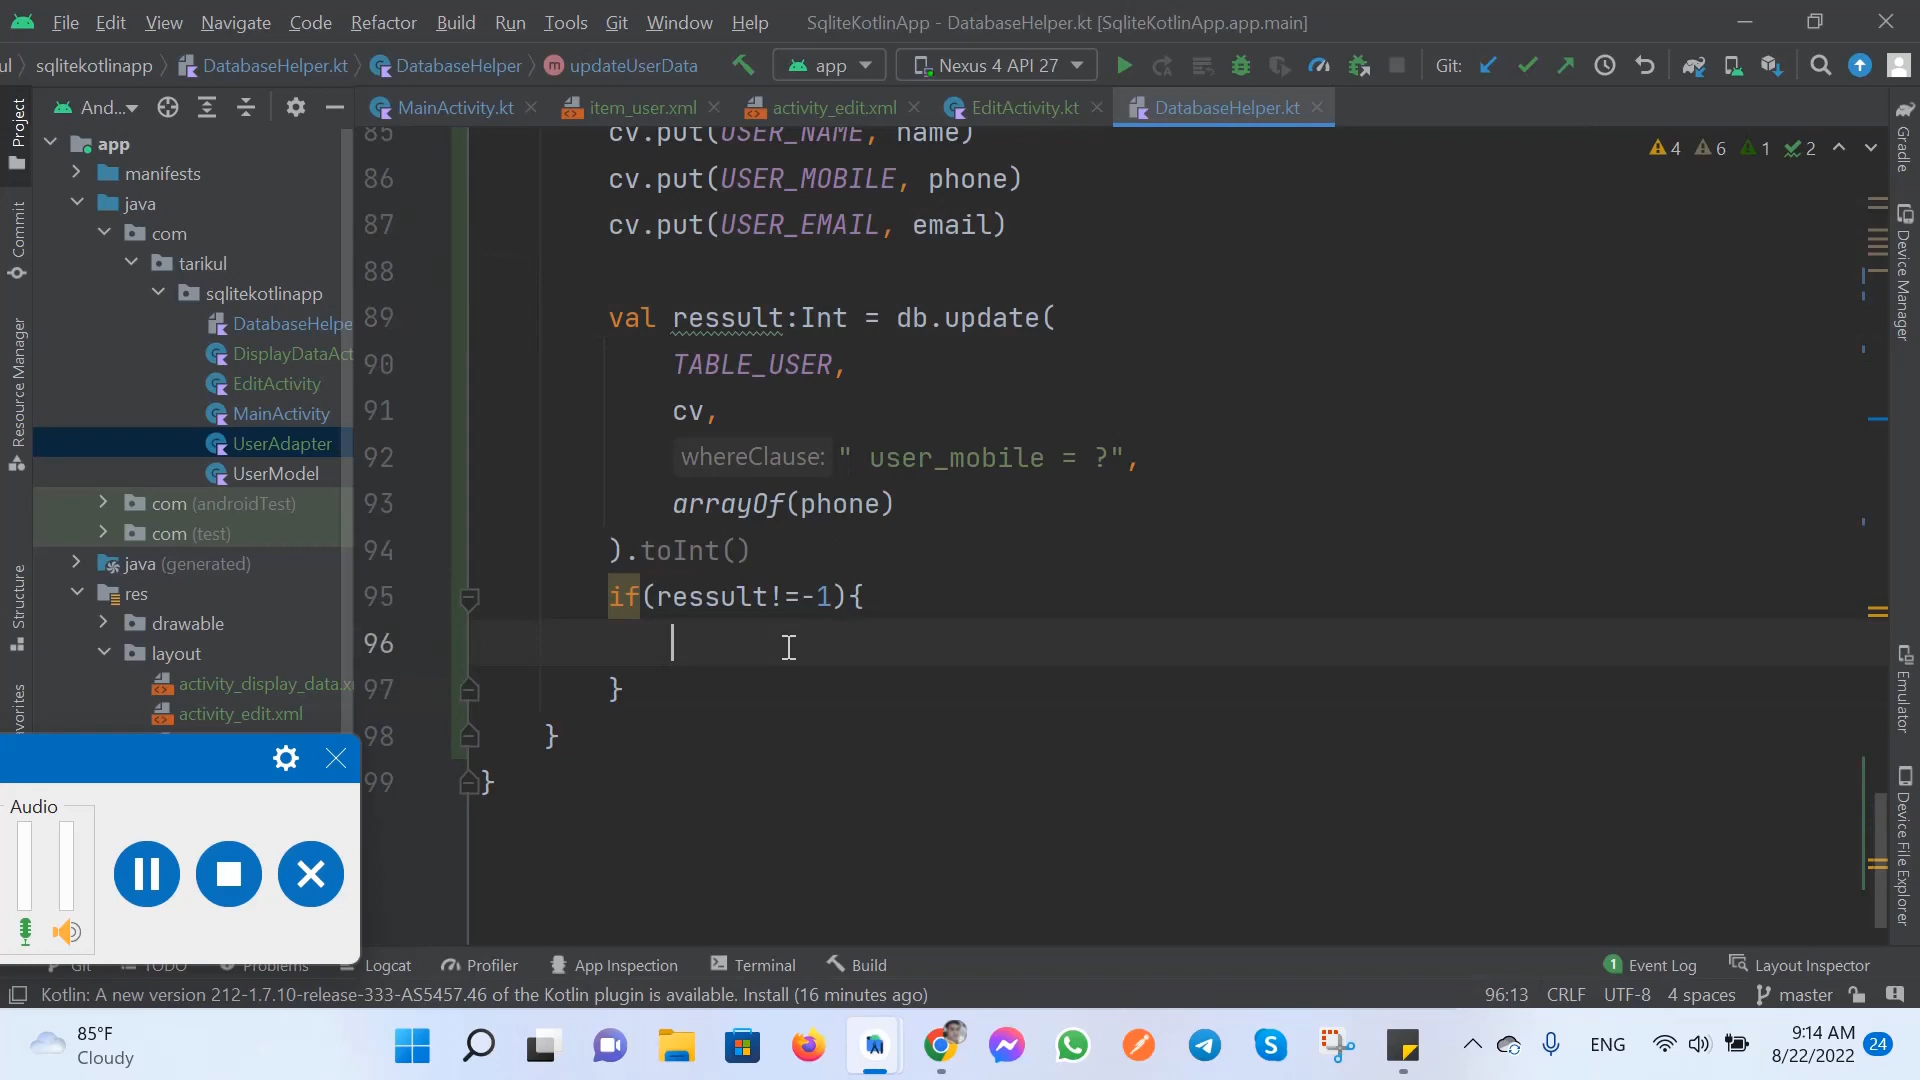 File Edit View Navigate Code Refactor Build Run Tools Git Window Help SqliteKotlinApp - DatabaseHelper.kt [SqliteKotlinApp.app.main]
ul sqlitekotlinapp DatabaseHelper.kt DatabaseHelper updateUserData app Nexus 4 API 27 Git:
And... MainActivity.kt item_user.xml activity_edit.xml EditActivity.kt DatabaseHelper.kt
4 6 1 2
Project
Commit
Resource Manager
Structure
avorites
app
manifests
java
com
tarikul
sqlitekotlinapp
DatabaseHelpe
DisplayDataAct
EditActivity
MainActivity
UserAdapter
UserModel
com (androidTest)
com (test)
java (generated)
res
drawable
layout
activity_display_data.x
activity_edit.xml
85 cv.put(USER_NAME, name)
86 cv.put(USER_MOBILE, phone)
87 cv.put(USER_EMAIL, email)
88
89 val ressult:Int = db.update(
90 TABLE_USER,
91 cv,
92 whereClause: " user_mobile = ?",
93 arrayOf(phone)
94 ).toInt()
95 if(ressult!=-1){
96
97 }
98 }
99 }
Gradle
Device Manager
Emulator
Device File Explorer
Audio
Git TODO Problems Logcat Profiler App Inspection Terminal Build 1 Event Log Layout Inspector
Kotlin: A new version 212-1.7.10-release-333-AS5457.46 of the Kotlin plugin is available. Install (16 minutes ago) 96:13 CRLF UTF-8 4 spaces master
85°F
Cloudy
ENG
9:14 AM
8/22/2022
24